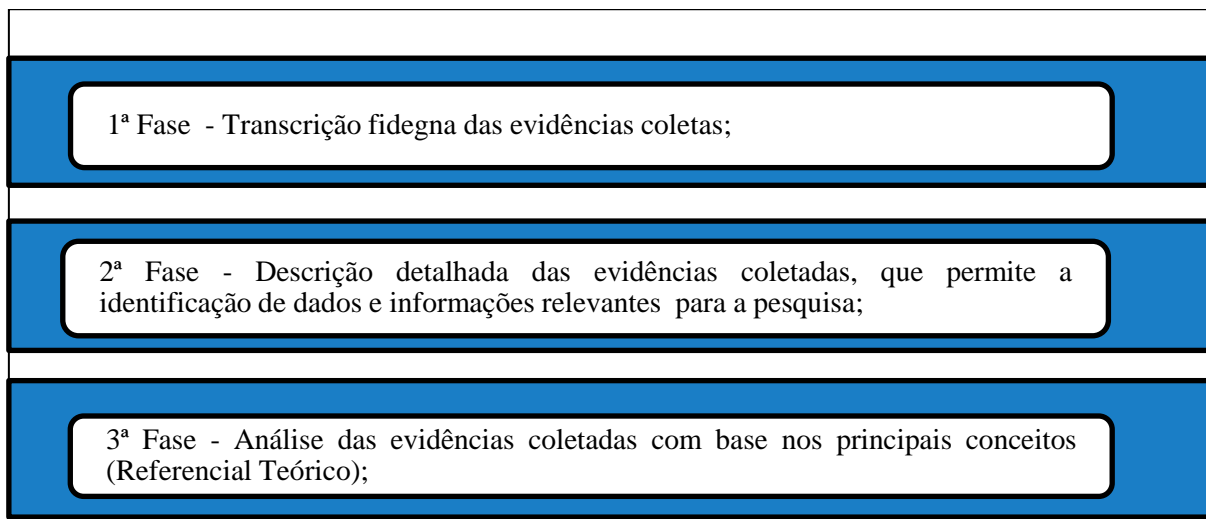 1ª Fase - Transcrição fidegna das evidências coletas;
2ª Fase - Descrição detalhada das evidências coletadas, que permite a
identificação de dados e informações relevantes para a pesquisa;
3ª Fase - Análise das evidências coletadas com base nos principais conceitos
(Referencial Teórico);